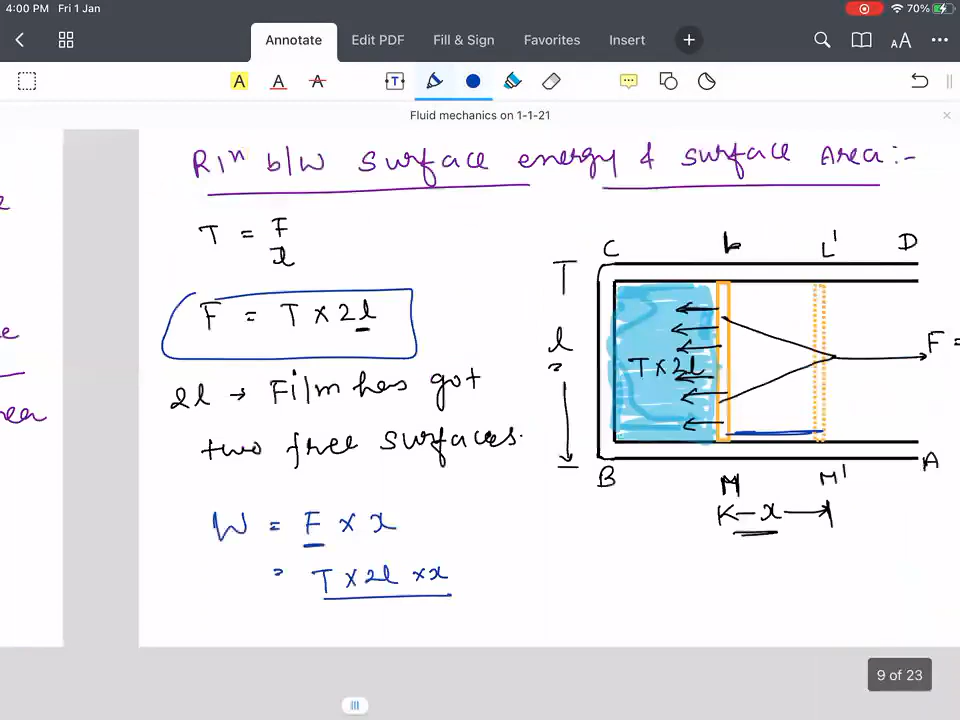 4:00 PM Fri 1 Jan
70%
Annotate Edit PDF Fill & Sign Favorites Insert
Fluid mechanics on 1-1-21
Rln b/w Surface energy & surface Area:-
T = F
l
F = T × 2l
2l → Film has got
two free surfaces.
W = F × x
= T × 2l × x
C L L' D
T
l
T × 2l
F =
B M M' A
x
9 of 23